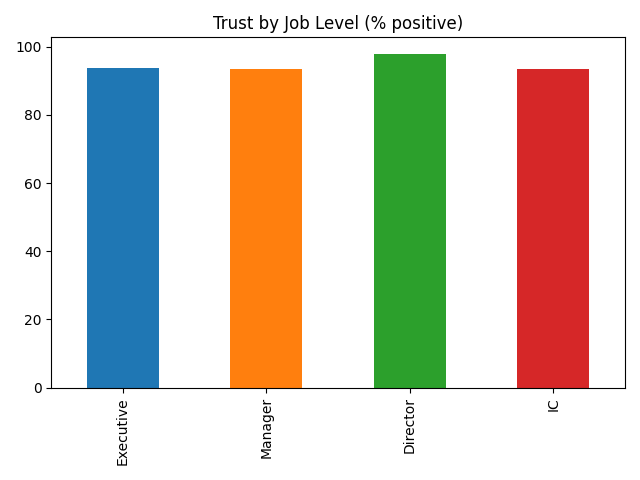 Trust by Job Level (% positive)
100
80
60
40
20
0
Executive
Manager
Director
IC